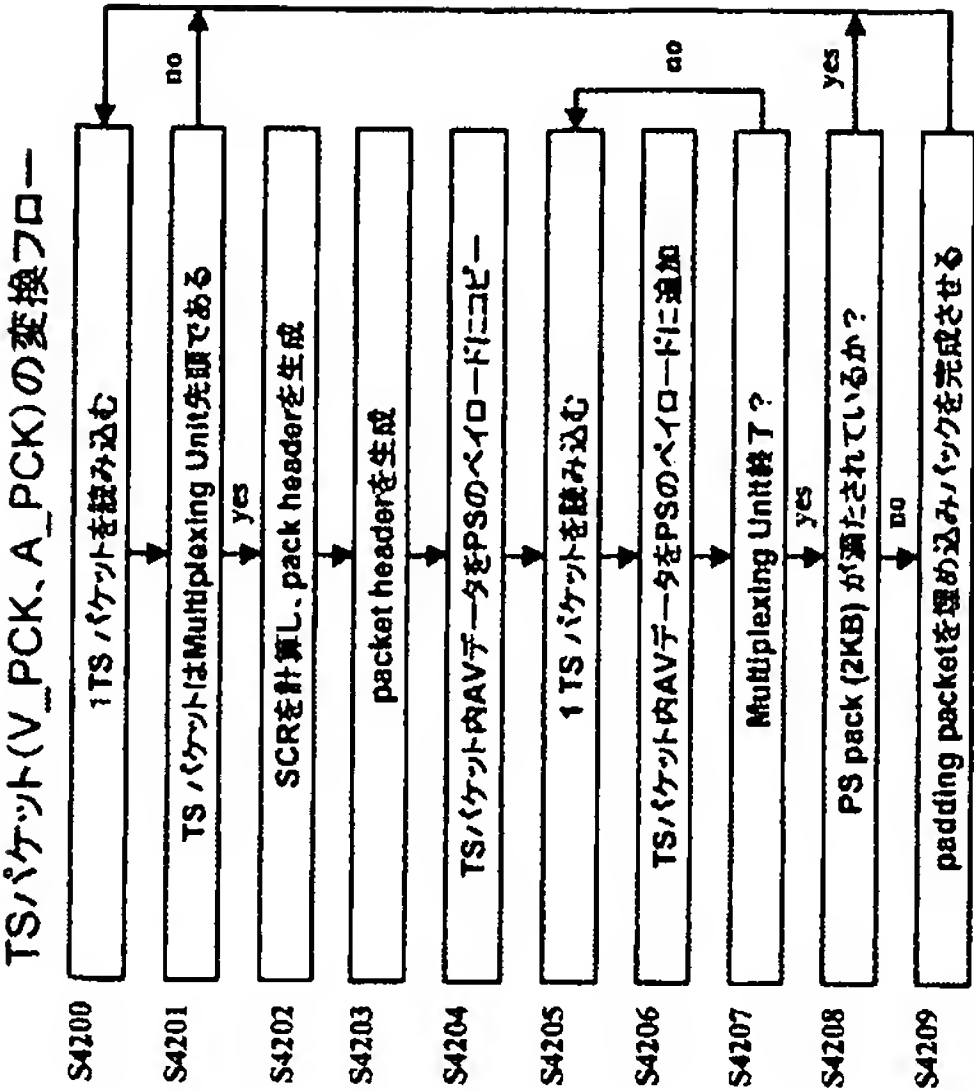 TSパケット(V_PCK、A_PCK)の変換フロー
S4200
1 TS パケットを読み込む
S4201
TS パケットはMultiplexing Unit先頭である
no
yes
S4202
SCRを計算し、pack headerを生成
S4203
packet headerを生成
S4204
TSパケット内AVデータをPSのペイロードにコピー
S4205
1 TS パケットを読み込む
S4206
TSパケット内AVデータをPSのペイロードに追加
S4207
Multiplexing Unit終了?
no
yes
S4208
PS pack (2KB) が満たされているか?
yes
no
S4209
padding packetを埋め込みパックを完成させる